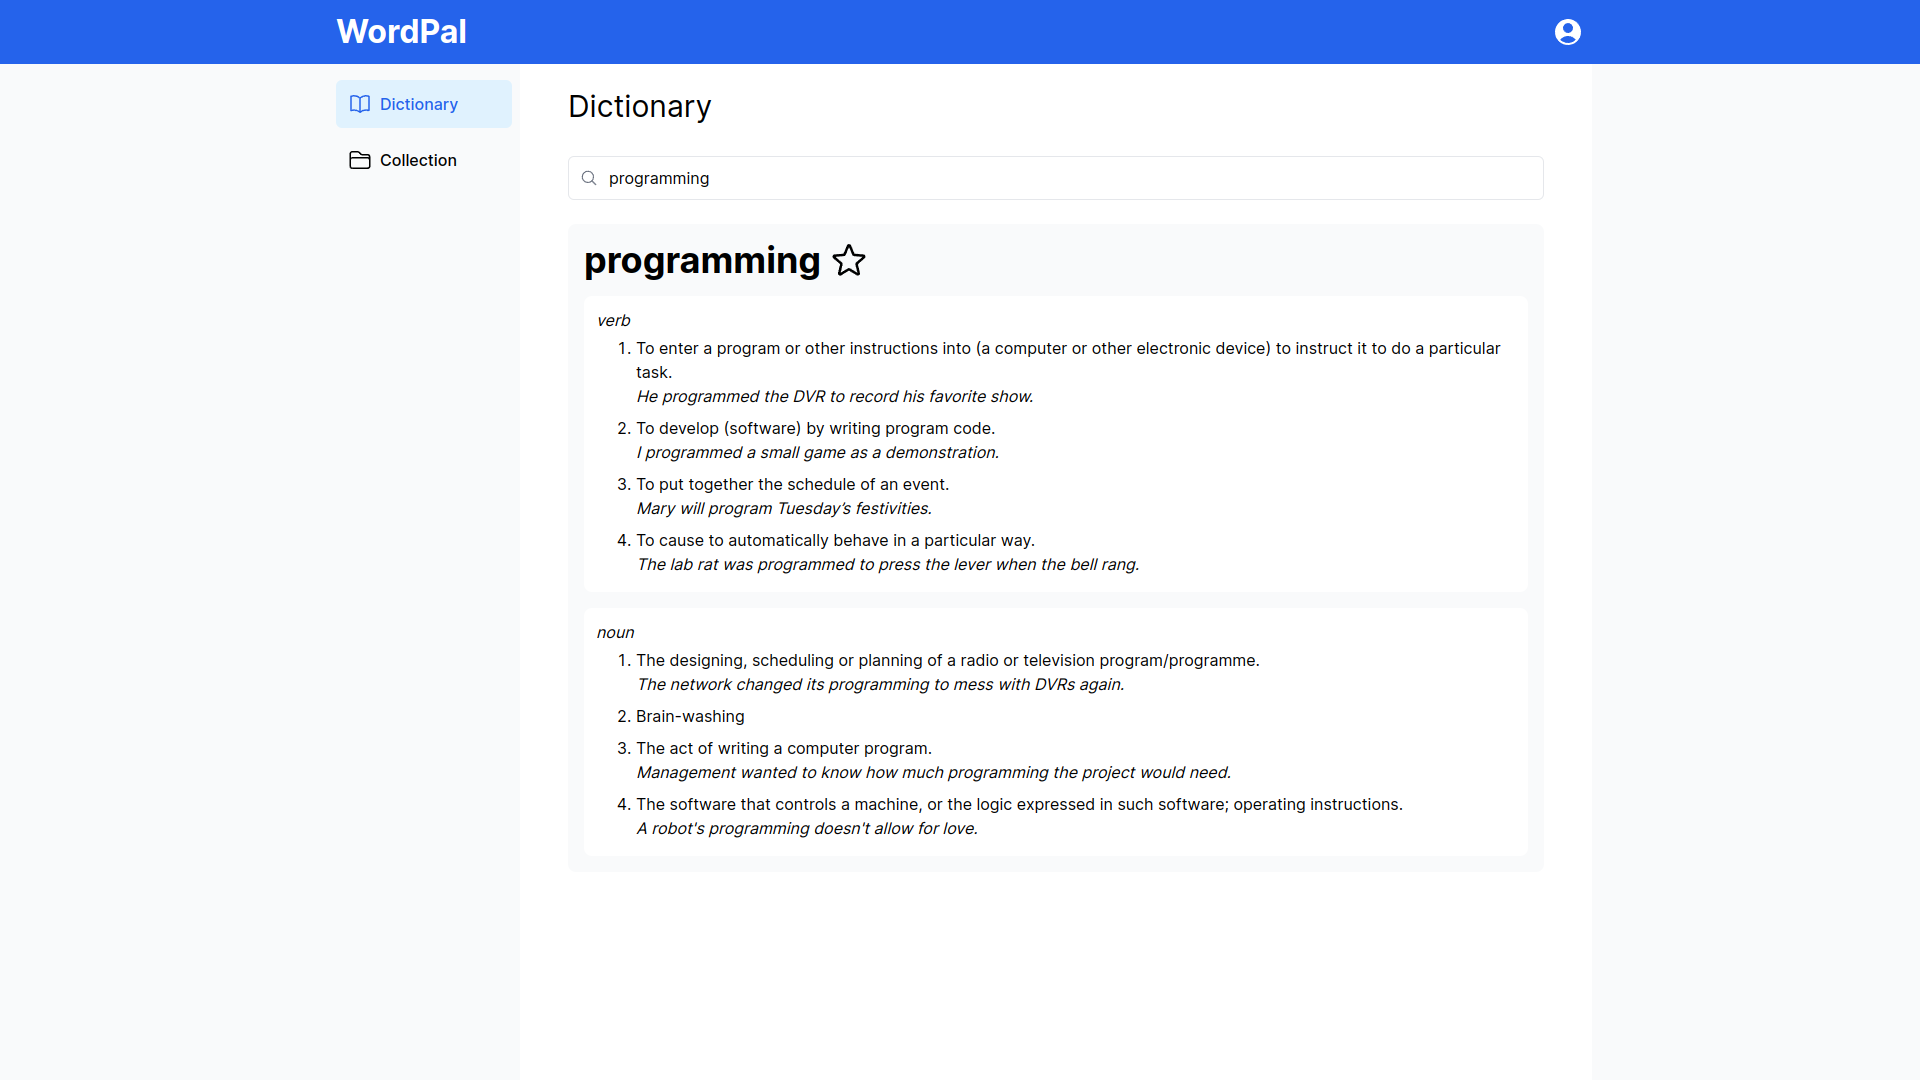 WordPal
Dictionary
Collection
Dictionary
programming
programming
verb
1. To enter a program or other instructions into (a computer or other electronic device) to instruct it to do a particular
task.
He programmed the DVR to record his favorite show.
2. To develop (software) by writing program code.
I programmed a small game as a demonstration.
3. To put together the schedule of an event.
Mary will program Tuesday’s festivities.
4. To cause to automatically behave in a particular way.
The lab rat was programmed to press the lever when the bell rang.
noun
1. The designing, scheduling or planning of a radio or television program/programme.
The network changed its programming to mess with DVRs again.
2. Brain-washing
3. The act of writing a computer program.
Management wanted to know how much programming the project would need.
4. The software that controls a machine, or the logic expressed in such software; operating instructions.
A robot's programming doesn't allow for love.